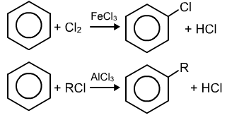 + Cl₂ FeCl₃ Cl + HCl
+ RCl AlCl₃ R + HCl